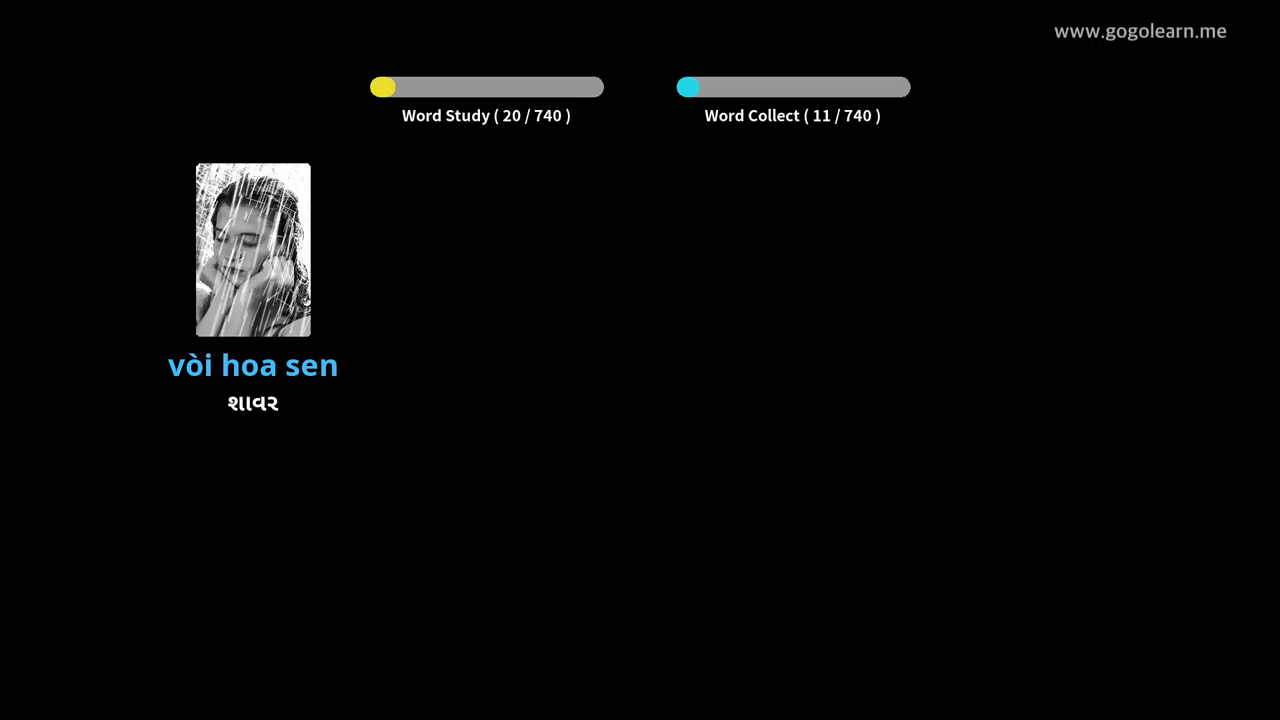 www.gogolearn.me
Word Study ( 20 / 740 )
Word Collect ( 11 / 740 )
vòi hoa sen
શાવર